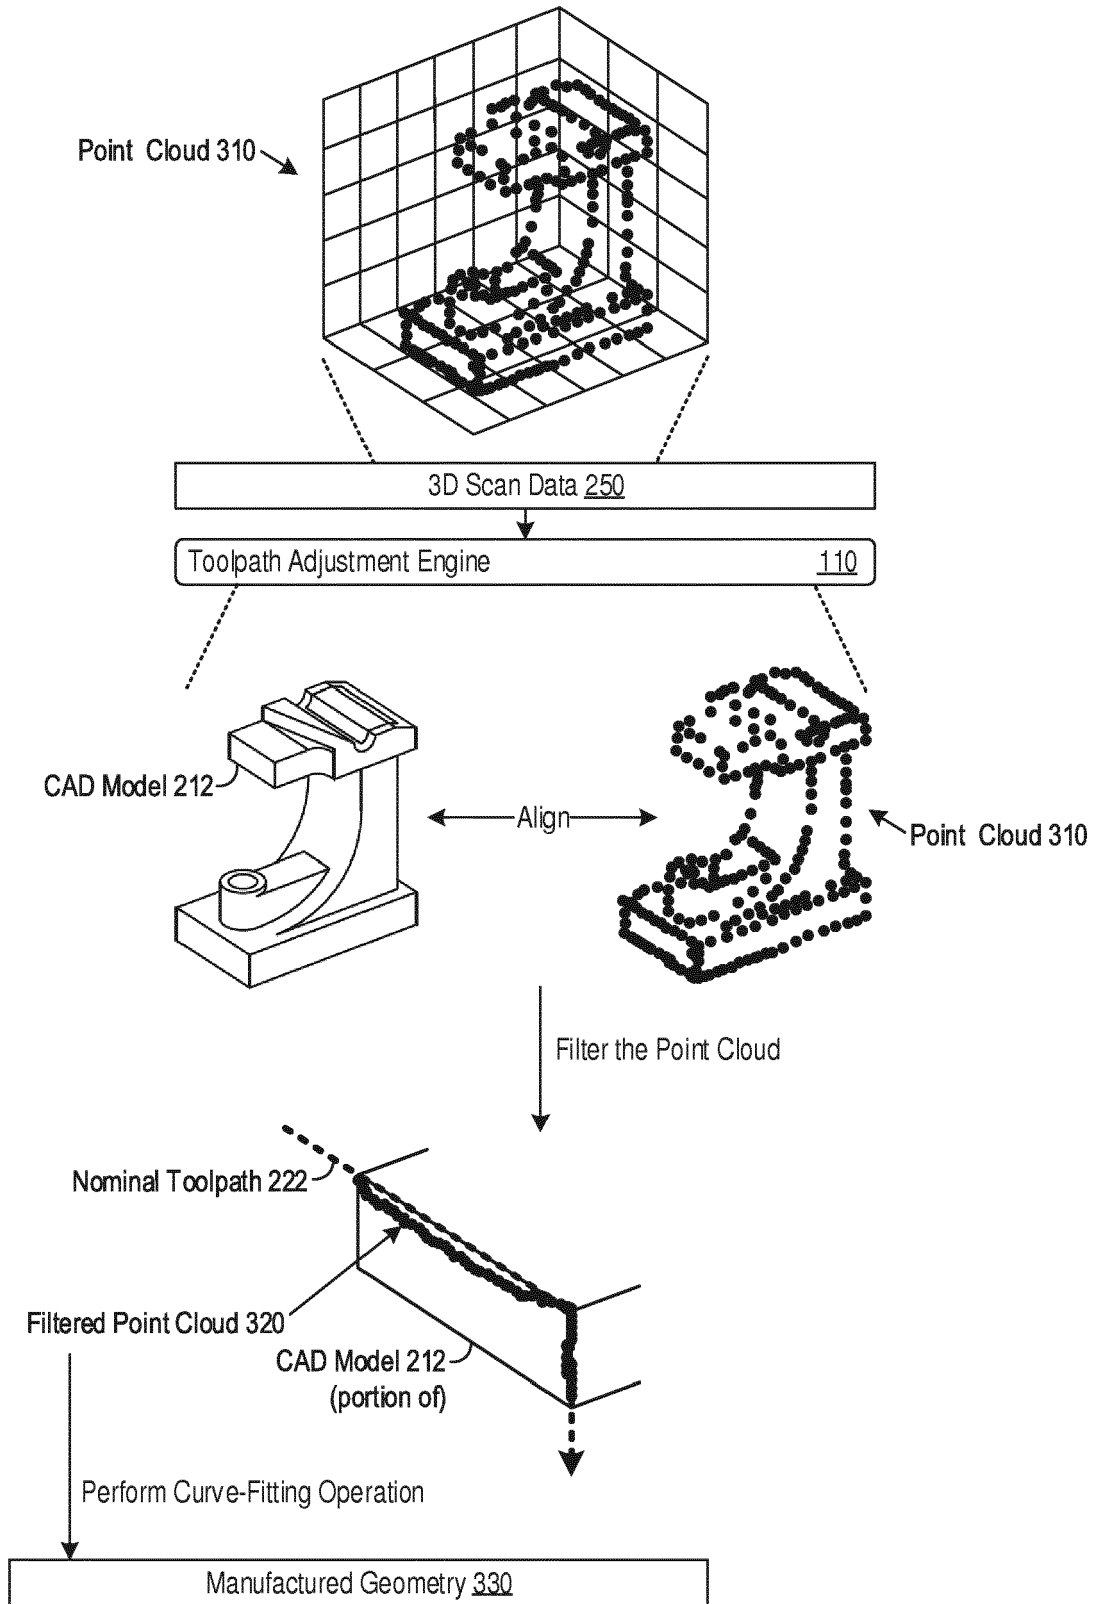 Point Cloud 310
3D Scan Data 250
Toolpath Adjustment Engine 110
CAD Model 212
Align
Point Cloud 310
Filter the Point Cloud
Nominal Toolpath 222
Filtered Point Cloud 320
CAD Model 212
(portion of)
Perform Curve-Fitting Operation
Manufactured Geometry 330